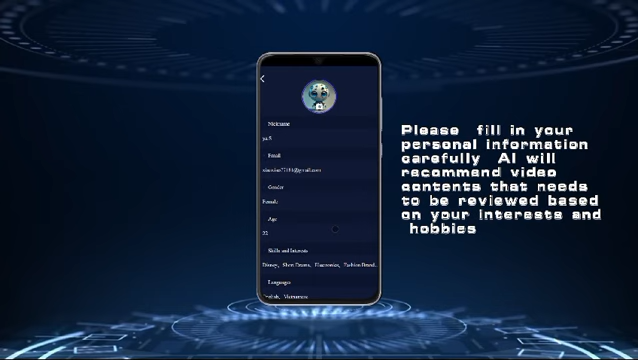 Nickname
Email
Gender
Female
Age
22
Skills and Interests
Disney, Short Drama, Electronics, Fashion Brand,
Languages
Vietnamese
Please fill in your
personal information
carefully AI will
recommend video
contents that needs
to be reviewed based
on your interests and
hobbies